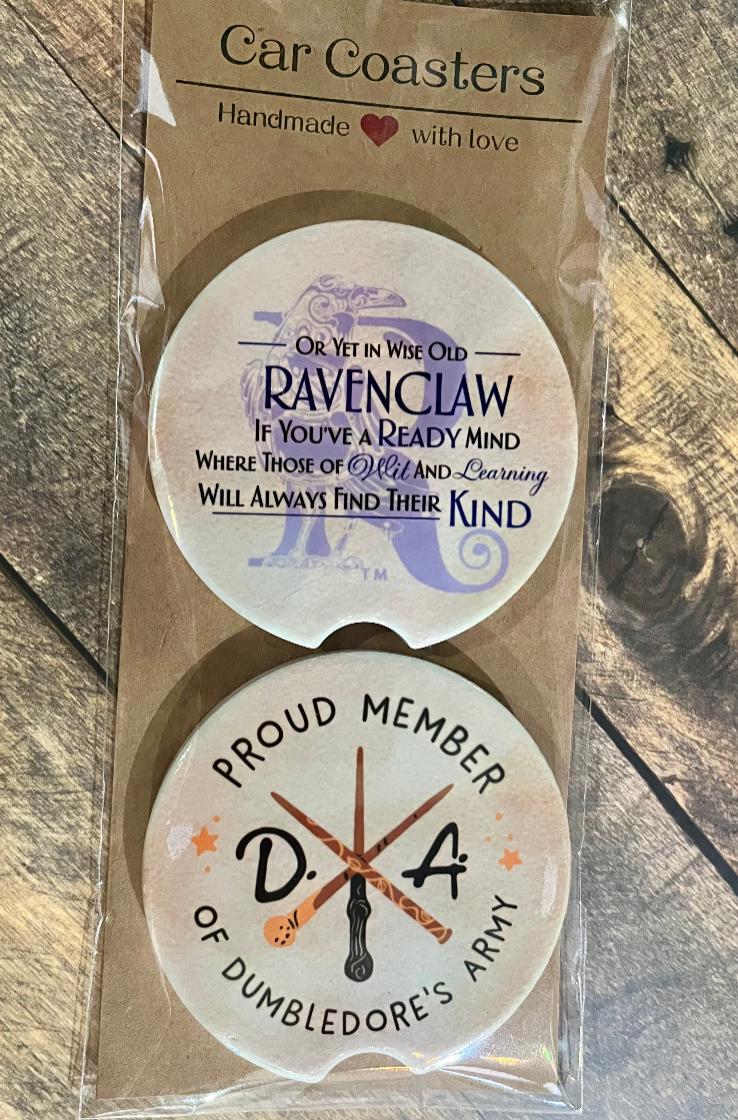 Car Coasters
Handmade ❤ with love
OR YET IN WISE OLD
RAVENCLAW
IF YOU'VE A READY MIND
WHERE THOSE OF Wit AND Learning
WILL ALWAYS FIND THEIR KIND
R
TM
PROUD MEMBER
D. A.
OF DUMBLEDORE'S ARMY